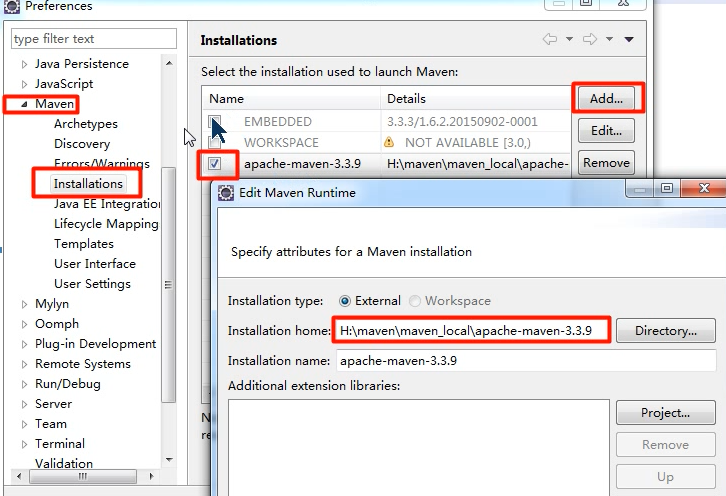 Preferences
type filter text
Java Persistence
JavaScript
Maven
Archetypes
Discovery
Errors/Warnings
Installations
Java EE Integration
Lifecycle Mapping
Templates
User Interface
User Settings
Mylyn
Oomph
Plug-in Development
Remote Systems
Run/Debug
Server
Team
Terminal
Validation
Installations
Select the installation used to launch Maven:
Name Details
Add...
EMBEDDED 3.3.3/1.6.2.20150902-0001
Edit...
WORKSPACE NOT AVAILABLE [3.0,)
apache-maven-3.3.9 H:\maven\maven_local\apache-
Remove
Edit Maven Runtime
Specify attributes for a Maven installation
Installation type: External Workspace
Installation home: H:\maven\maven_local\apache-maven-3.3.9 Directory...
Installation name: apache-maven-3.3.9
Additional extension libraries:
Project...
Remove
Up